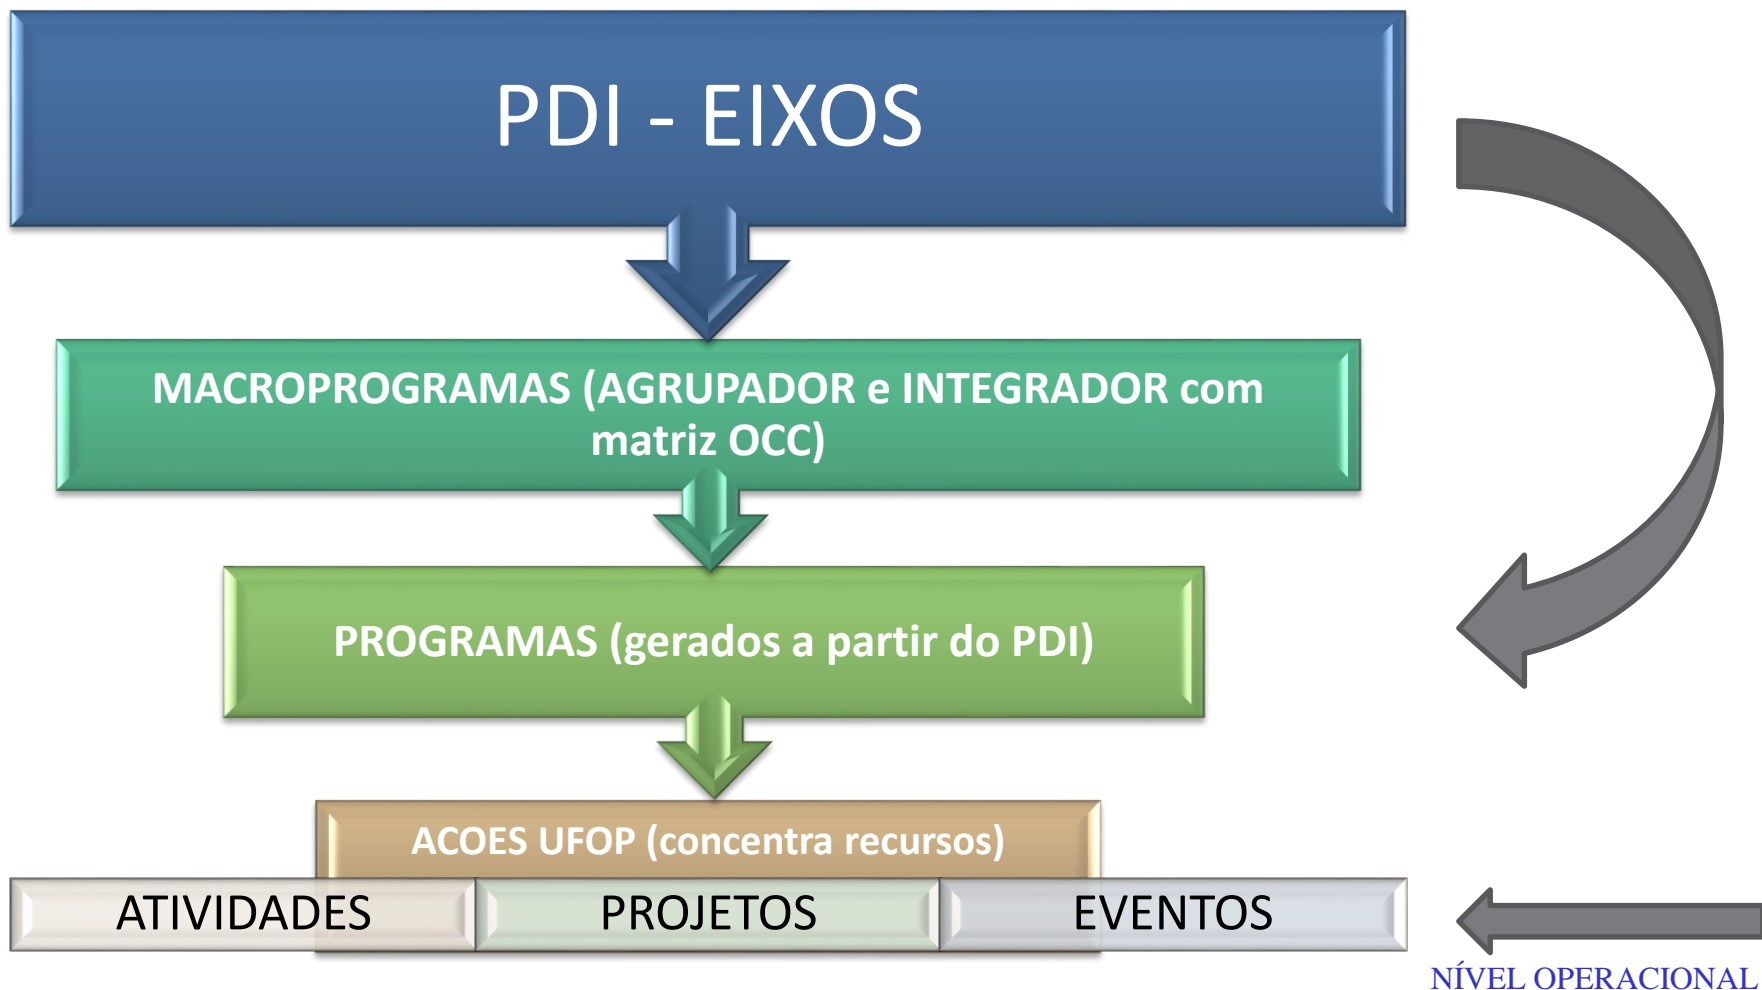 PDI - EIXOS
MACROPROGRAMAS (AGRUPADOR e INTEGRADOR com
matriz OCC)
PROGRAMAS (gerados a partir do PDI)
ACOES UFOP (concentra recursos)
ATIVIDADES
PROJETOS
EVENTOS
NÍVEL OPERACIONAL